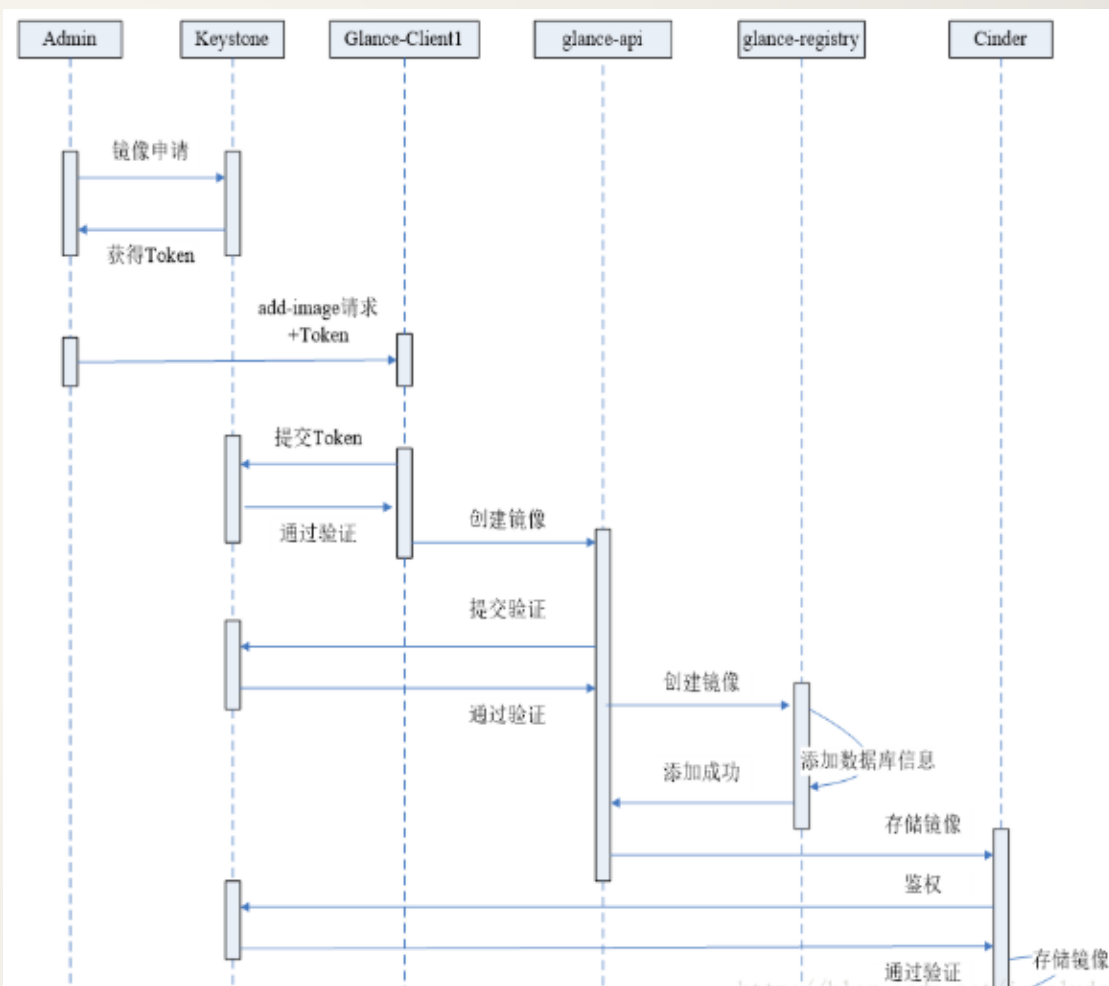 Admin
Keystone
Glance-Client1
glance-api
glance-registry
Cinder
镜像申请
获得Token
add-image请求
+Token
提交Token
通过验证
创建镜像
提交验证
通过验证
创建镜像
添加数据库信息
添加成功
存储镜像
鉴权
通过验证
存储镜像